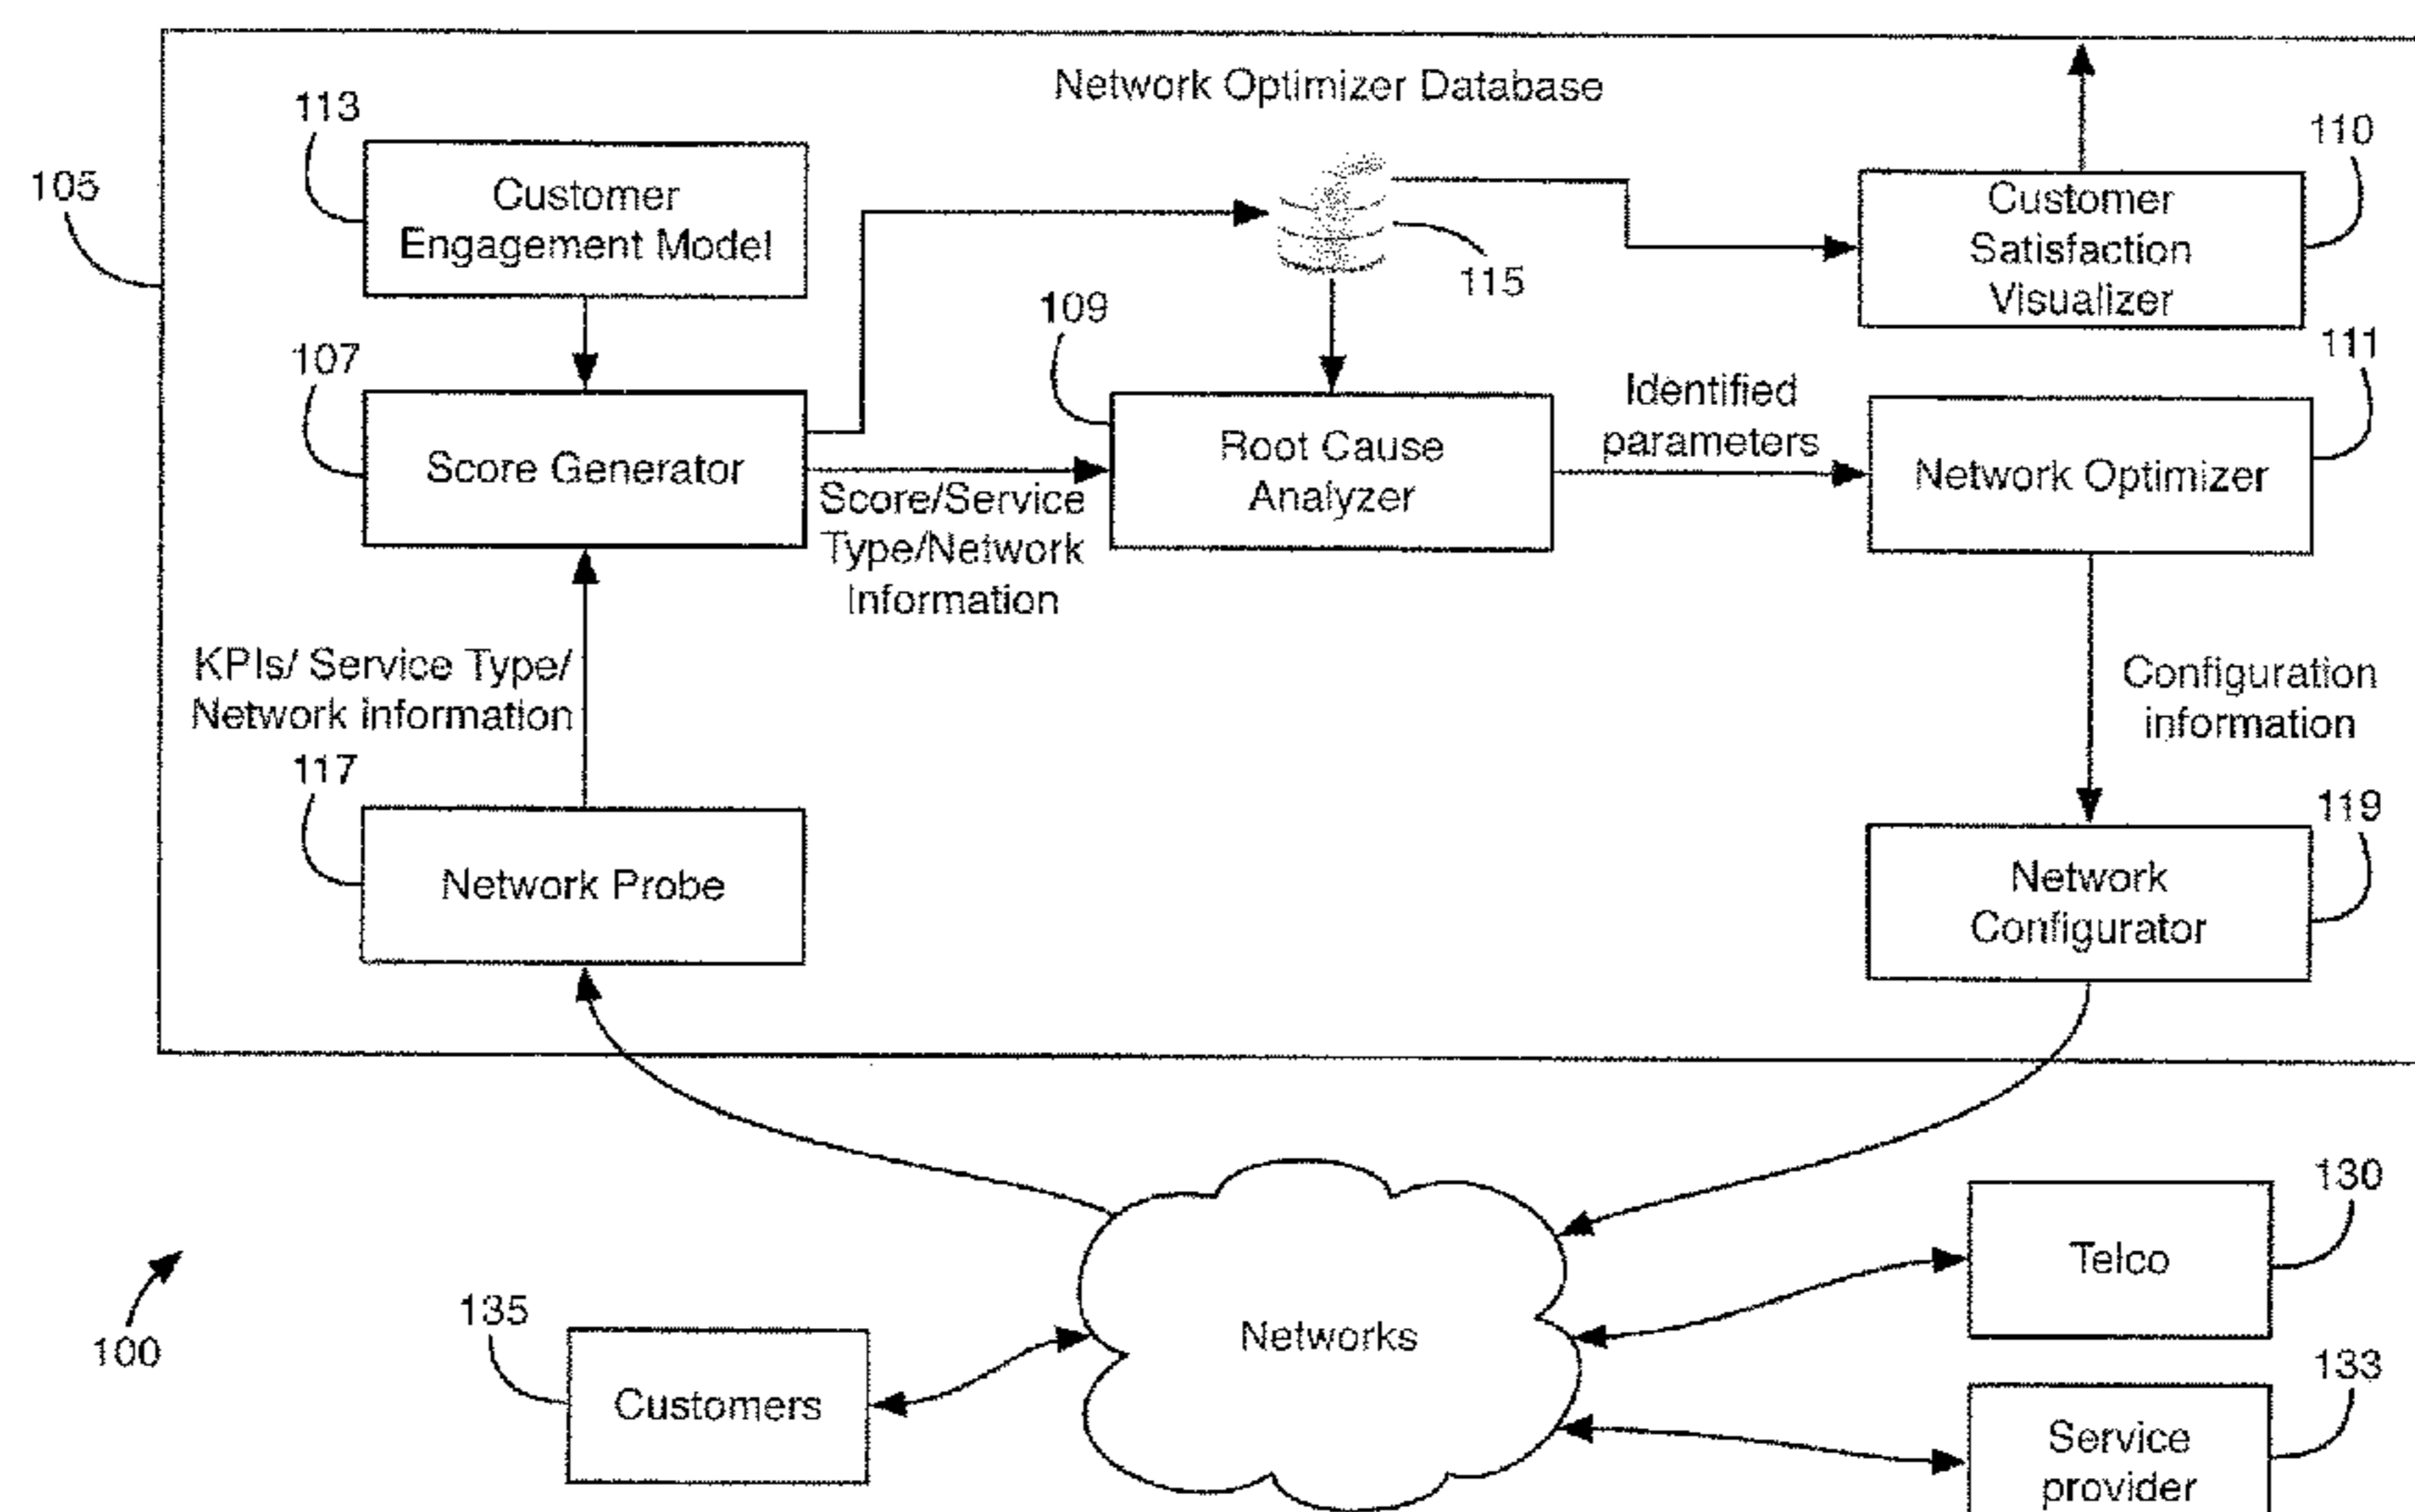 Network Optimizer Database
113
105
Customer
Engagement Model
115
110
Customer
Satisfaction
Visualizer
107
Score Generator
109
Root Cause
Analyzer
Score/Service
Type/Network
Information
Identified
parameters
111
Network Optimizer
KPIs/ Service Type/
Network information
Configuration
information
117
Network Probe
119
Network
Configurator
100
135
Customers
Networks
130
Telco
133
Service
provider